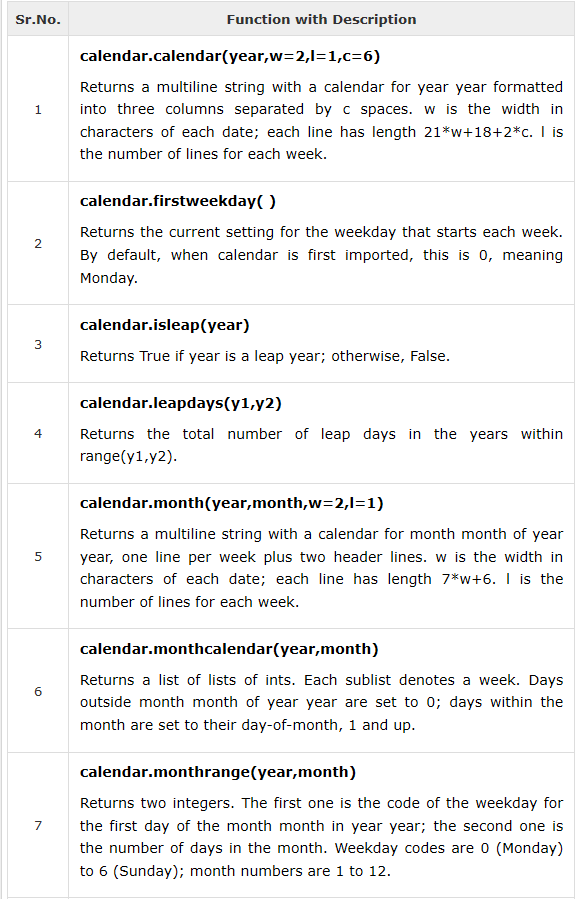 Sr.No. Function with Description
calendar.calendar(year,w=2,l=1,c=6)
Returns a multiline string with a calendar for year year formatted
into three columns separated by c spaces. w is the width in
1
characters of each date; each line has length 21*w+18+2*c. l is
the number of lines for each week.
calendar.firstweekday( )
Returns the current setting for the weekday that starts each week.
2
By default, when calendar is first imported, this is 0, meaning
Monday.
calendar.isleap(year)
3
Returns True if year is a leap year; otherwise, False.
calendar.leapdays(y1,y2)
4
Returns the total number of leap days in the years within
range(y1,y2).
calendar.month(year,month,w=2,l=1)
Returns a multiline string with a calendar for month month of year
5
year, one line per week plus two header lines. w is the width in
characters of each date; each line has length 7*w+6. l is the
number of lines for each week.
calendar.monthcalendar(year,month)
Returns a list of lists of ints. Each sublist denotes a week. Days
6
outside month month of year year are set to 0; days within the
month are set to their day-of-month, 1 and up.
calendar.monthrange(year,month)
Returns two integers. The first one is the code of the weekday for
7
the first day of the month month in year year; the second one is
the number of days in the month. Weekday codes are 0 (Monday)
to 6 (Sunday); month numbers are 1 to 12.